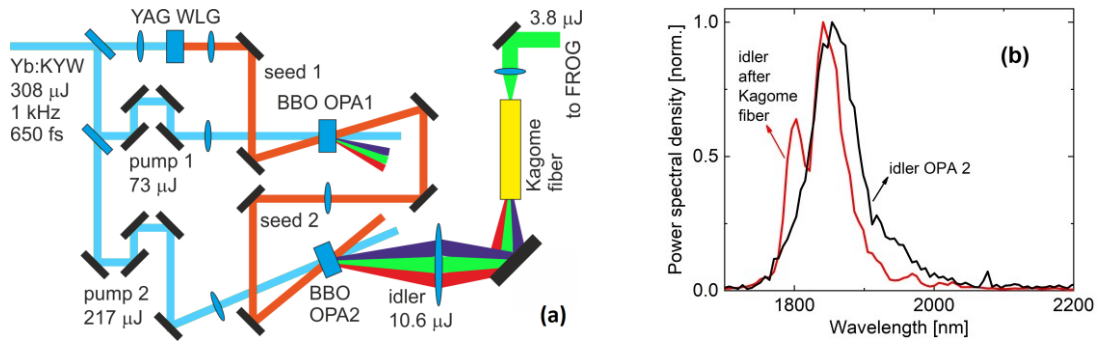 YAG WLG
Yb:KYW
308 µJ
1 kHz
650 fs
seed 1
BBO OPA1
pump 1
73 µJ
seed 2
pump 2
217 µJ
BBO
OPA2
idler
10.6 µJ
3.8 µJ
to FROG
Kagome
fiber
(a)
Power spectral density [norm.]
1.0
0.5
0.0
idler
after
Kagome
fiber
(b)
idler OPA 2
1800
1900
2000
2100
2200
Wavelength [nm]